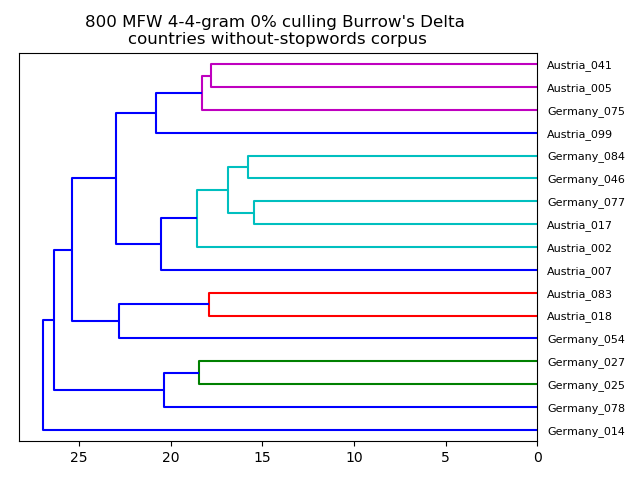 800 MFW 4-4-gram 0% culling Burrow's Delta
countries without-stopwords corpus
Austria_041
Austria_005
Germany_075
Austria_099
Germany_084
Germany_046
Germany_077
Austria_017
Austria_002
Austria_007
Austria_083
Austria_018
Germany_054
Germany_027
Germany_025
Germany_078
Germany_014
25 20 15 10 5 0